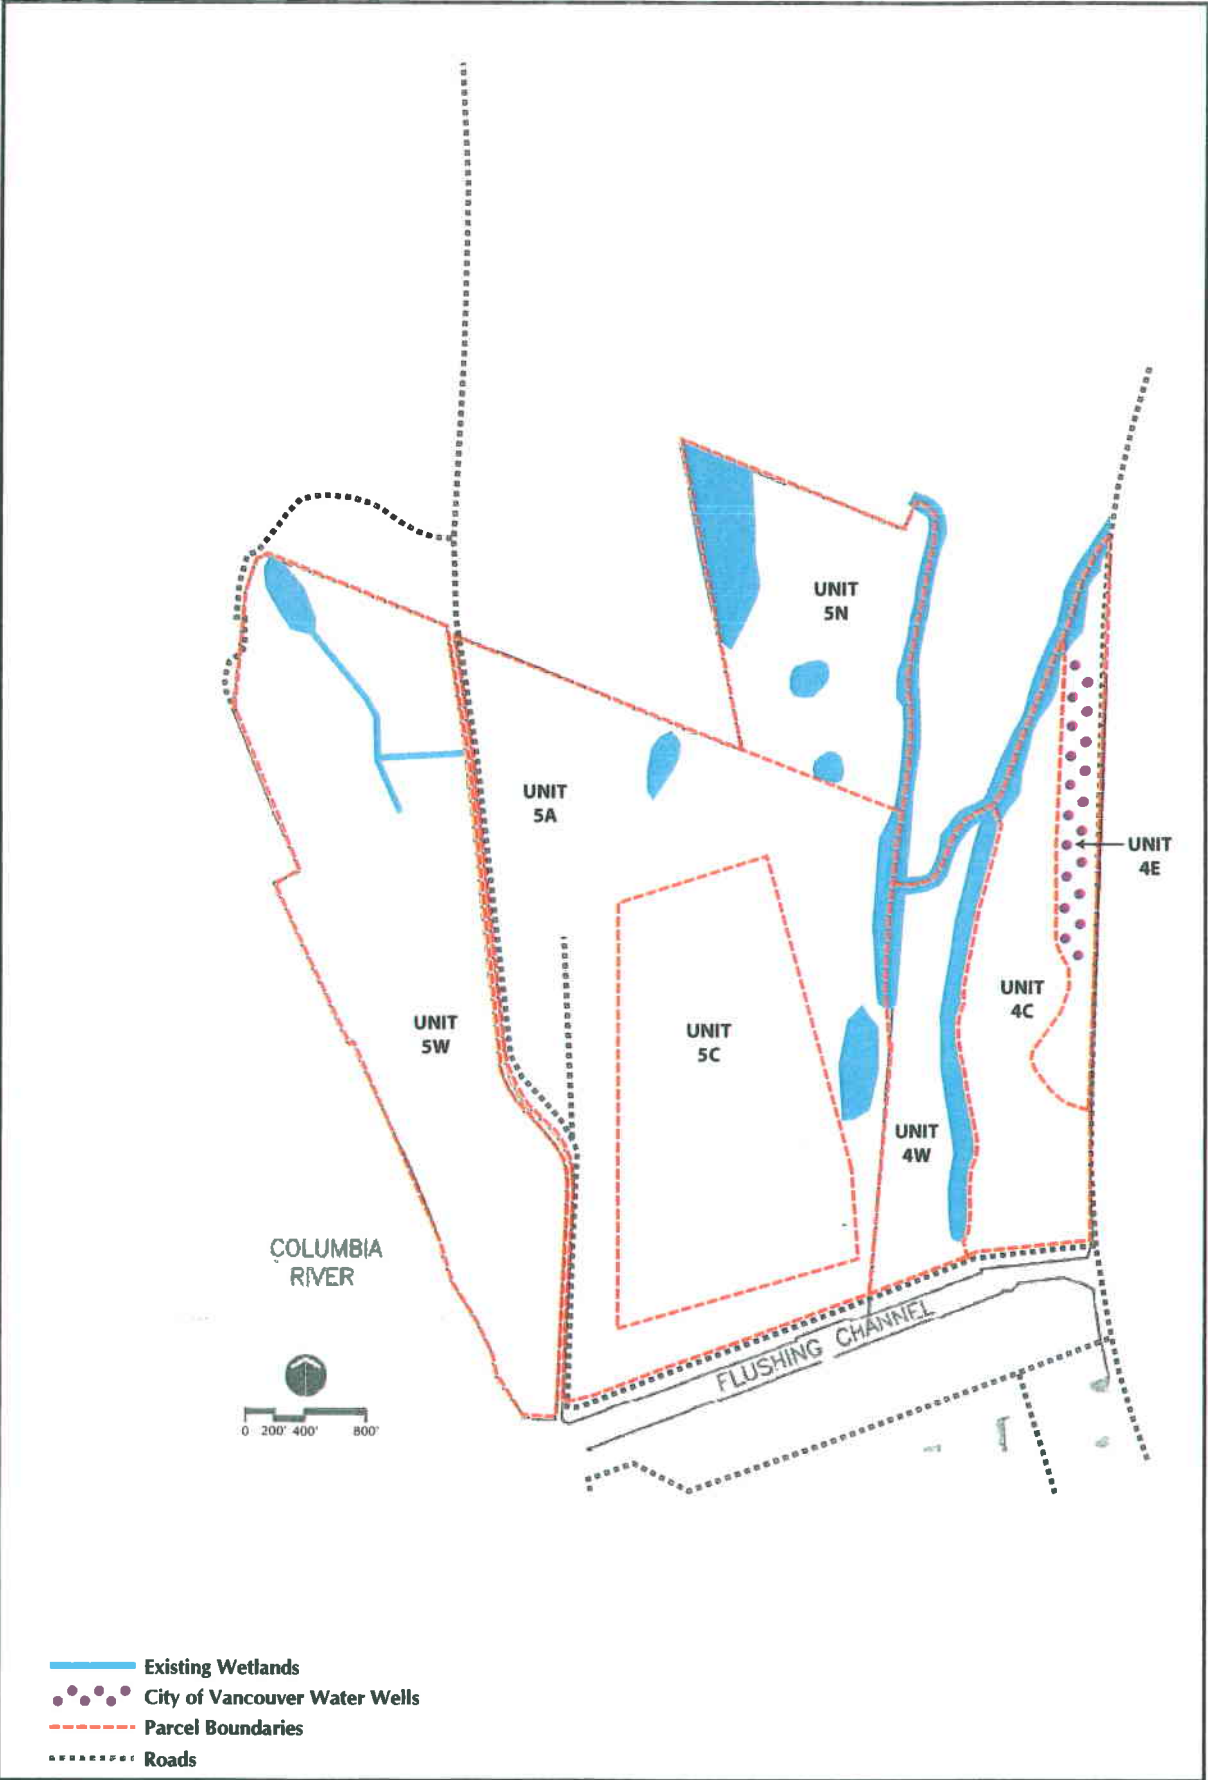 UNIT
5N
UNIT
5A
UNIT
4E
UNIT
4C
UNIT
5W
UNIT
5C
UNIT
4W
COLUMBIA
RIVER
FLUSHING CHANNEL
0 200' 400' 800'
Existing Wetlands
City of Vancouver Water Wells
Parcel Boundaries
Roads